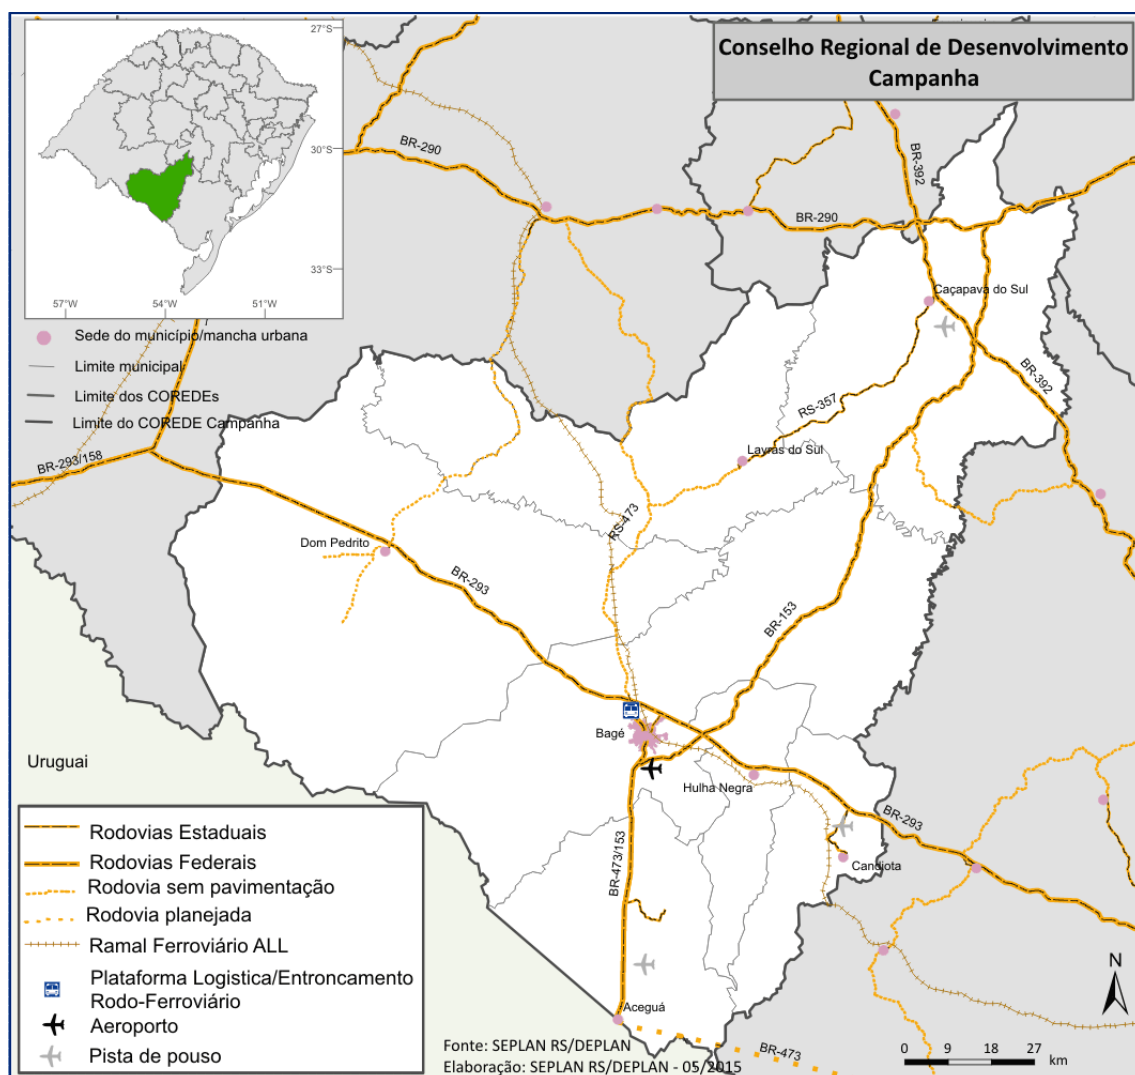 Conselho Regional de Desenvolvimento
Campanha
27°S
30°S
33°S
57°W
54°W
51°W
Sede do município/mancha urbana
Limite municipal
Limite dos COREDEs
Limite do COREDE Campanha
BR-290
BR-392
BR-290
Caçapava do Sul
BR-392
RS-357
Lavras do Sul
BR-293/158
RS-473
Dom Pedrito
BR-293
BR-153
Bagé
Uruguai
Hulha Negra
BR-293
Candiota
BR-473/153
Aceguá
BR-473
Rodovias Estaduais
Rodovias Federais
Rodovia sem pavimentação
Rodovia planejada
Ramal Ferroviário ALL
Plataforma Logistica/Entroncamento
Rodo-Ferroviário
Aeroporto
Pista de pouso
Fonte: SEPLAN RS/DEPLAN
Elaboração: SEPLAN RS/DEPLAN - 05/2015
N
0 9 18 27
km